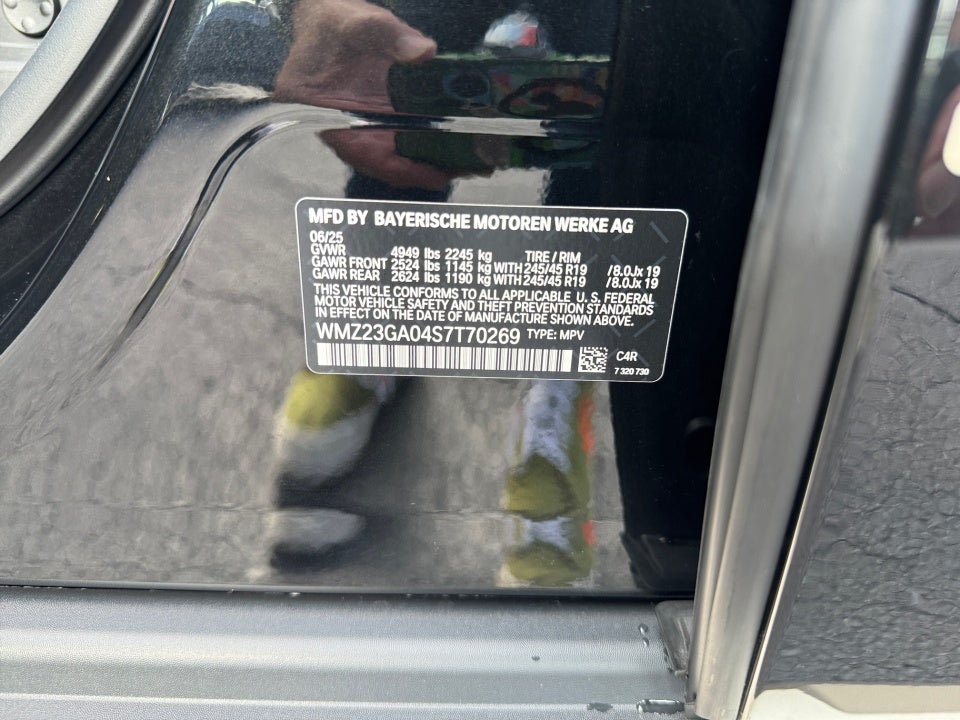 MFD BY BAYERISCHE MOTOREN WERKE AG
06/25
GVWR 4949 lbs 2245 kg TIRE / RIM
GAWR FRONT 2524 lbs 1145 kg WITH 245/45 R19 /8.0Jx 19
GAWR REAR 2624 lbs 1190 kg WITH 245/45 R19 /8.0Jx 19
THIS VEHICLE CONFORMS TO ALL APPLICABLE U. S. FEDERAL
MOTOR VEHICLE SAFETY AND THEFT PREVENTION STANDARDS
IN EFFECT ON THE DATE OF MANUFACTURE SHOWN ABOVE.
WMZ23GA04S7T70269 TYPE: MPV
C4R
7 320 730